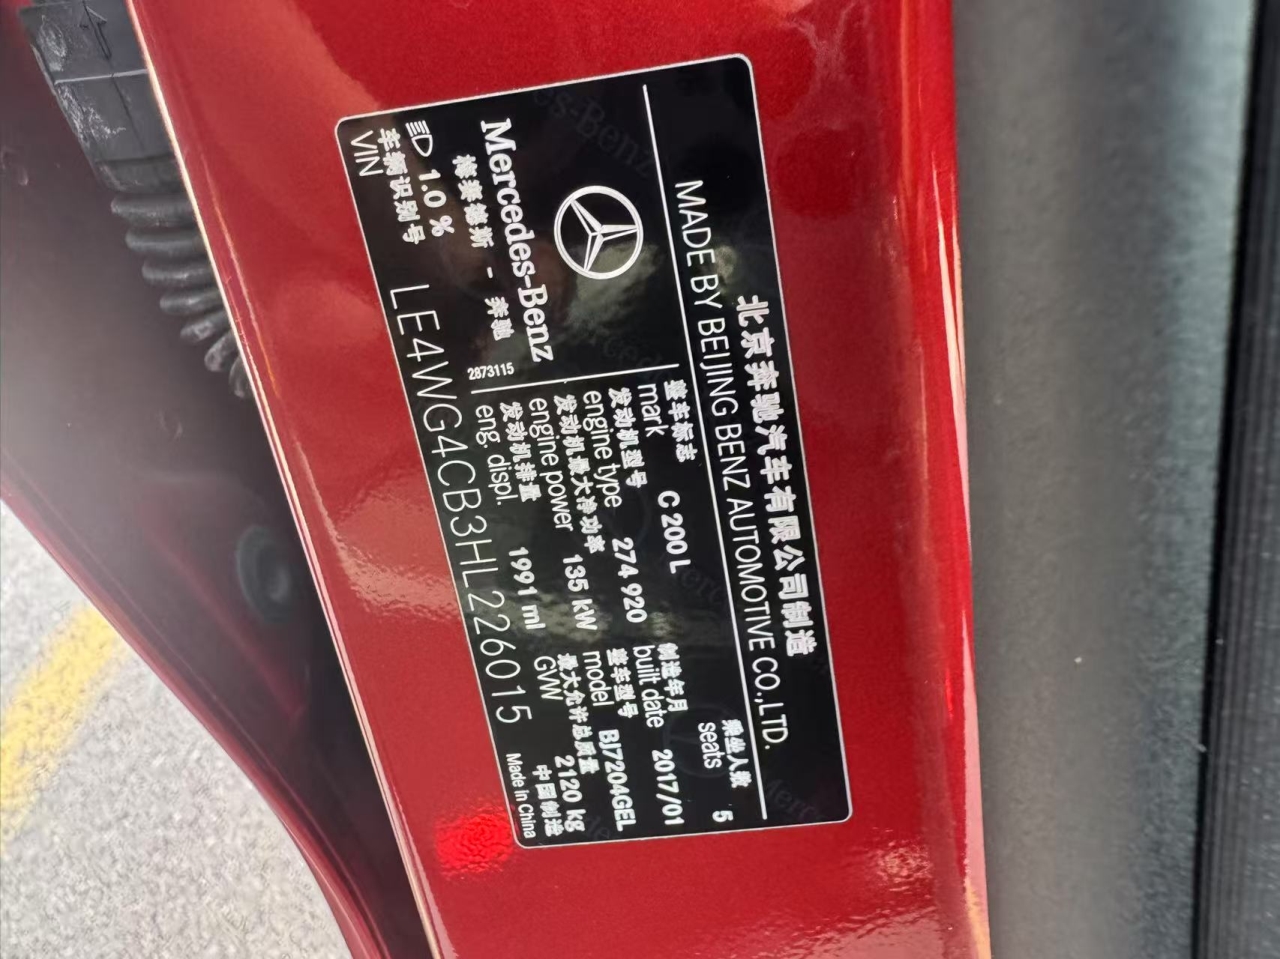 北京奔驰汽车有限公司制造
MADE BY BEIJING BENZ AUTOMOTIVE CO.,LTD.
乘坐人数
seats 5
整车标志
mark C 200 L
制造年月
built date 2017/01
发动机型号
engine type 274 920
整车型号
model BJ7204GEL
发动机最大净功率
engine power 135 kW
最大允许总质量
GVW 2120 kg
发动机排量
eng. displ. 1991 ml
中国制造
Made in China
Mercedes-Benz
梅赛德斯 - 奔驰
2873115
1.0 %
车辆识别号
VIN LE4WG4CB3HL226015